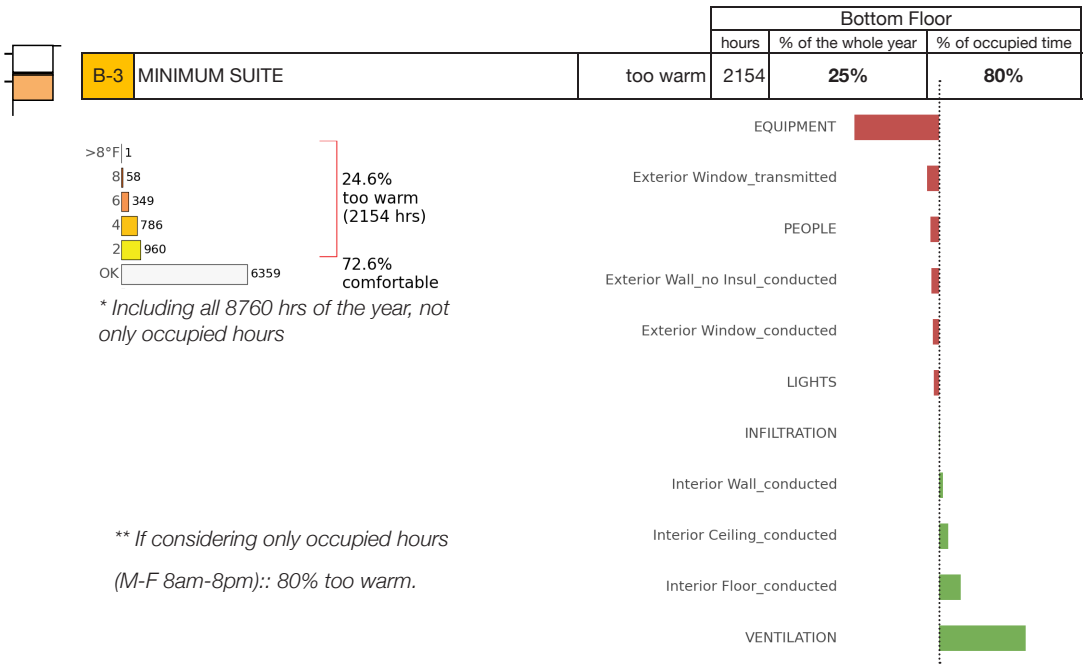 Bottom Floor
hours % of the whole year % of occupied time
B-3 MINIMUM SUITE too warm 2154 25% 80%
>8°F 1
8 58
6 349
4 786
2 960
OK 6359
24.6%
too warm
(2154 hrs)
72.6%
comfortable
* Including all 8760 hrs of the year, not
only occupied hours
** If considering only occupied hours
(M-F 8am-8pm):: 80% too warm.
EQUIPMENT
Exterior Window_transmitted
PEOPLE
Exterior Wall_no Insul_conducted
Exterior Window_conducted
LIGHTS
INFILTRATION
Interior Wall_conducted
Interior Ceiling_conducted
Interior Floor_conducted
VENTILATION